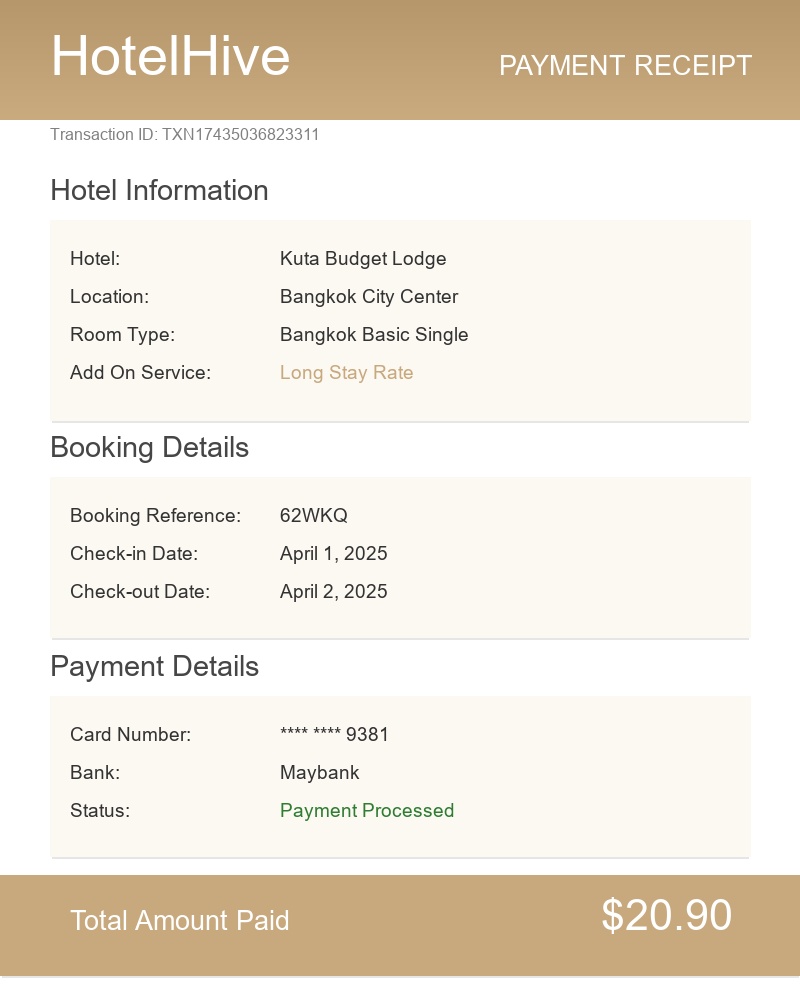 HotelHive
PAYMENT RECEIPT
Transaction ID: TXN17435036823311
Hotel Information
Hotel: Kuta Budget Lodge
Location: Bangkok City Center
Room Type: Bangkok Basic Single
Add On Service: Long Stay Rate
Booking Details
Booking Reference: 62WKQ
Check-in Date: April 1, 2025
Check-out Date: April 2, 2025
Payment Details
Card Number: **** **** 9381
Bank: Maybank
Status: Payment Processed
Total Amount Paid $20.90